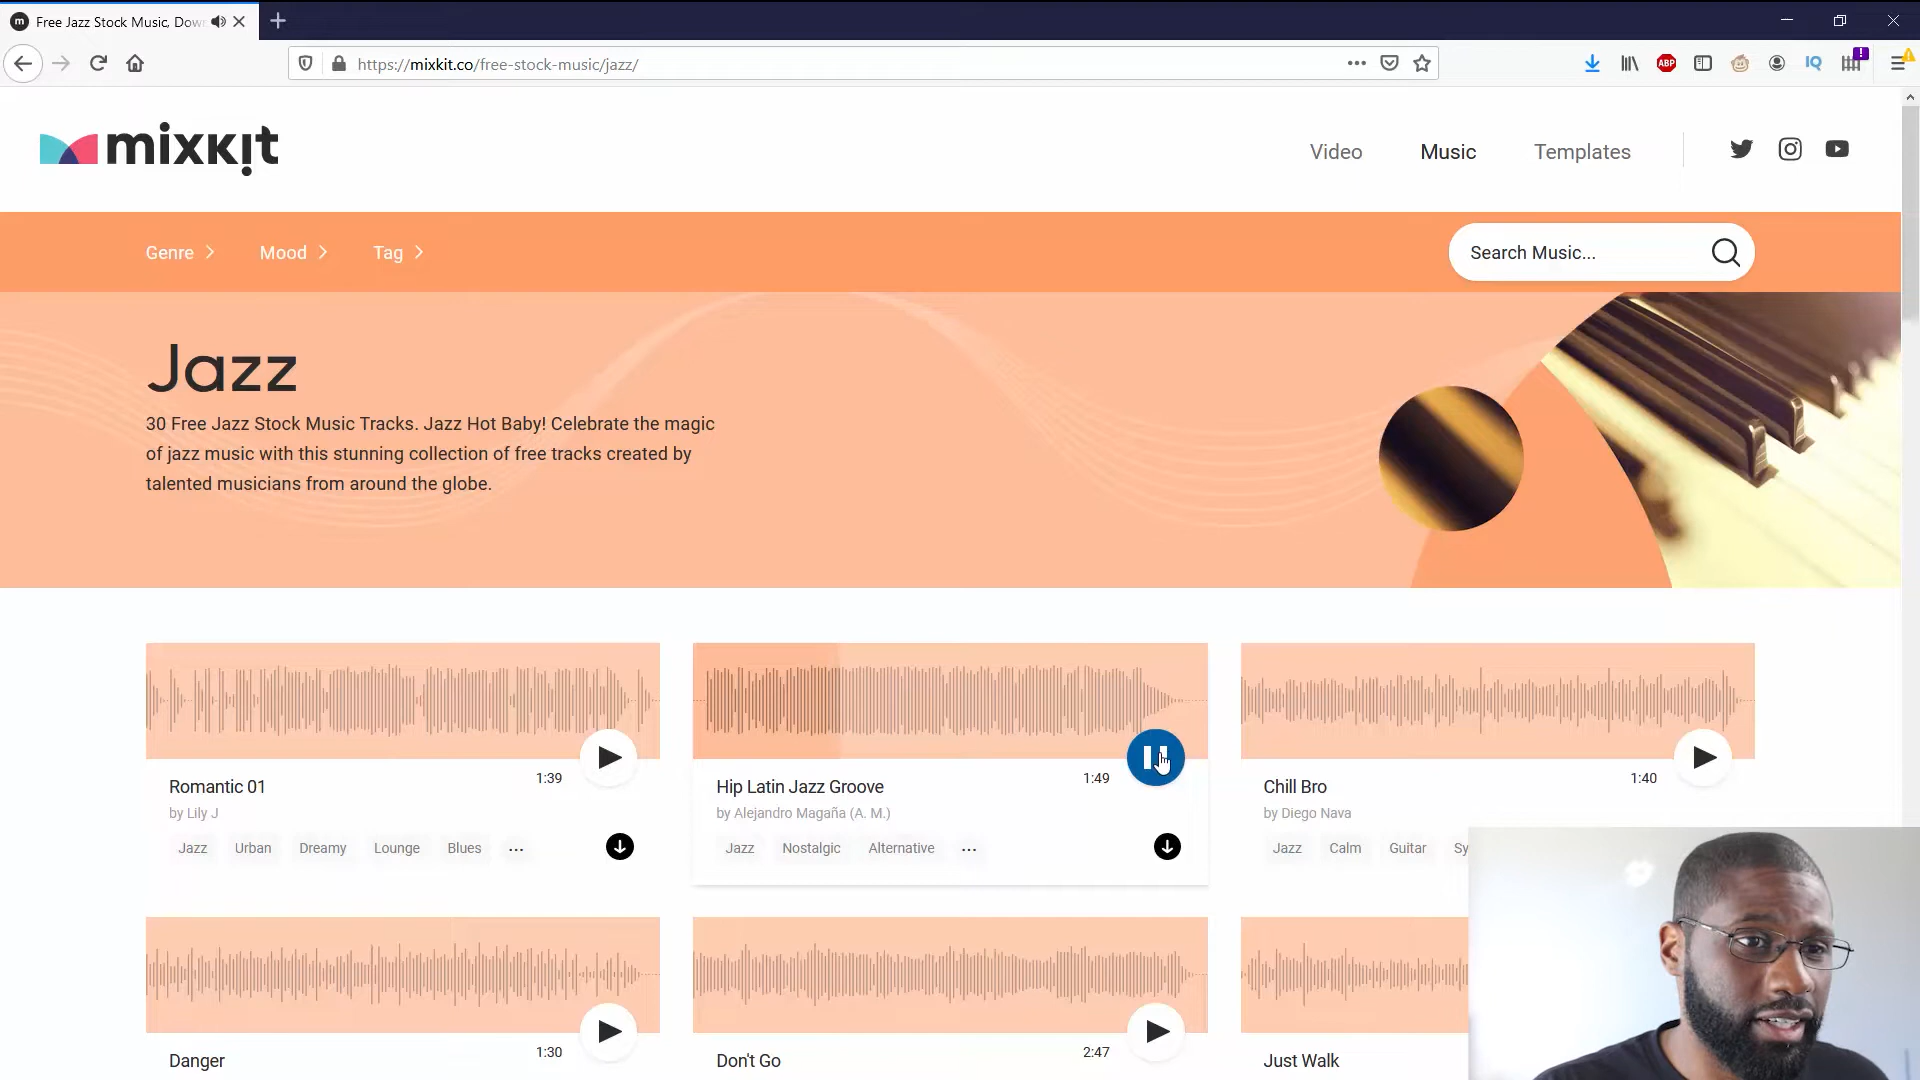 Free Jazz Stock Music, Dow
https://mixkit.co/free-stock-music/jazz/
ABP
IQ
mixkit
Video
Music
Templates
Genre
Mood
Tag
Search Music...
Jazz
30 Free Jazz Stock Music Tracks. Jazz Hot Baby! Celebrate the magic
of jazz music with this stunning collection of free tracks created by
talented musicians from around the globe.
Romantic 01
1:39
by Lily J
Jazz Urban Dreamy Lounge Blues ...
Hip Latin Jazz Groove
1:49
by Alejandro Magaña (A. M.)
Jazz Nostalgic Alternative ...
Chill Bro
1:40
by Diego Nava
Jazz Calm Guitar Sy
Danger
1:30
Don't Go
2:47
Just Walk